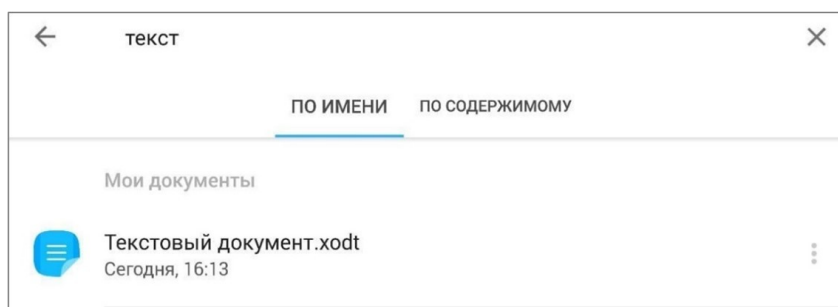 текст
ПО ИМЕНИ ПО СОДЕРЖИМОМУ
Мои документы
Текстовый документ.xodt
Сегодня, 16:13